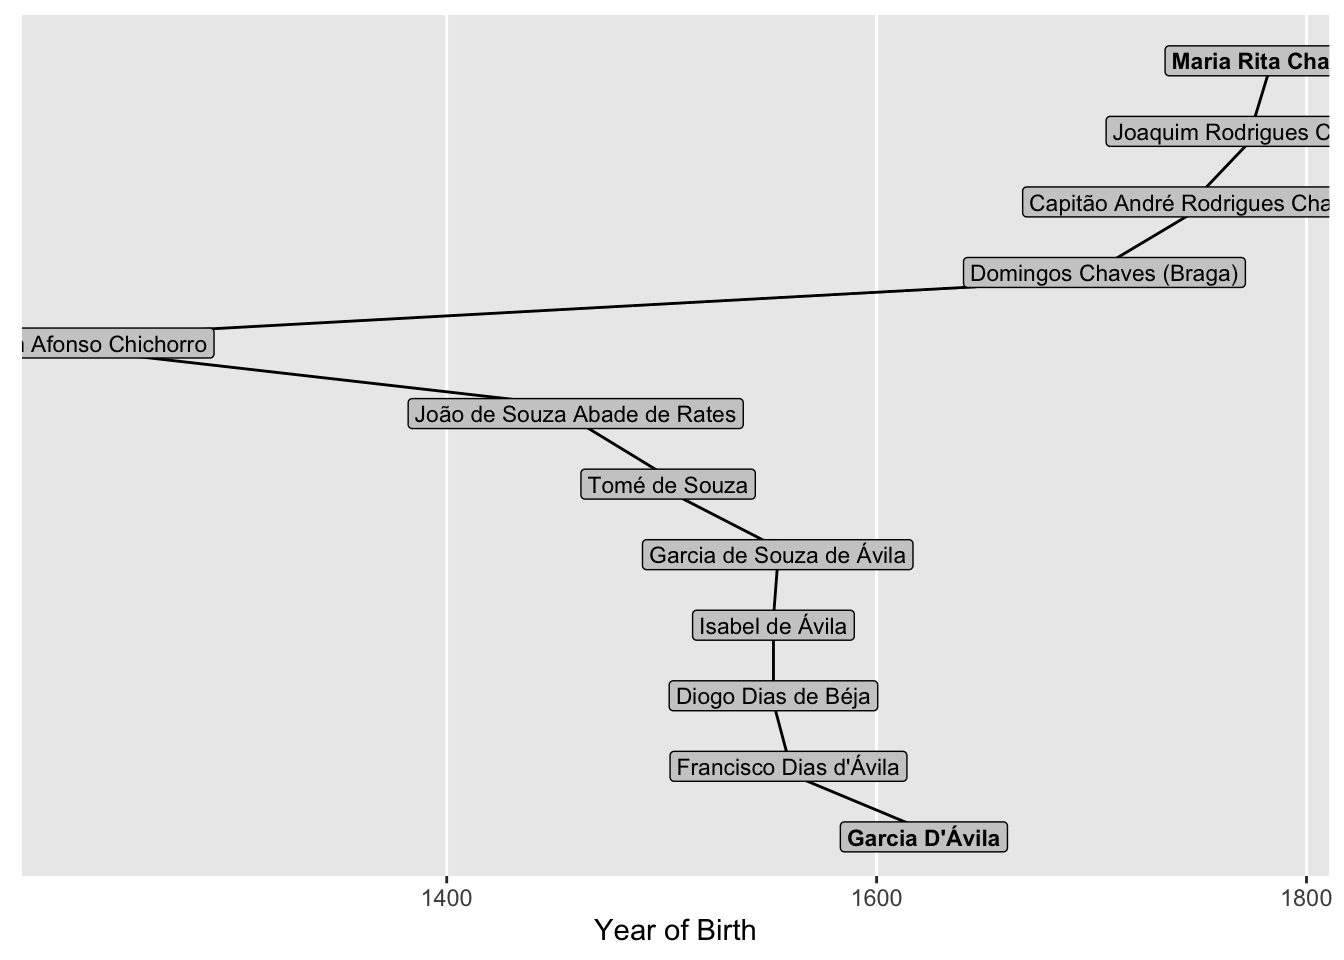 Maria Rita Cha
Joaquim Rodrigues C
Capitão André Rodrigues Cha
Domingos Chaves (Braga)
Afonso Chichorro
João de Souza Abade de Rates
Tomé de Souza
Garcia de Souza de Ávila
Isabel de Ávila
Diogo Dias de Béja
Francisco Dias d'Ávila
Garcia D'Ávila
1400 1600 1800
Year of Birth